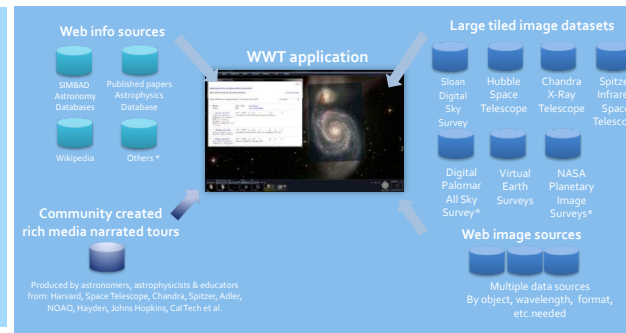 Web info sources
SIMBAD
Astronomy
Databases
Published papers
Astrophysics
Database
Wikipedia
Others *
Community created
rich media narrated tours
Produced by astronomers, astrophysicists & educators
from: Harvard, Space Telescope, Chandra, Spitzer, Adler,
NOAO, Hayden, Johns Hopkins, Cal Tech et al.
WWT application
Large tiled image datasets
Sloan
Digital
Sky
Survey
Hubble
Space
Telescope
Chandra
X-Ray
Telescope
Spitze
Infrare
Space
Telesco
Digital
Palomar
All Sky
Survey*
Virtual
Earth
Surveys
NASA
Planetary
Image
Surveys*
Web image sources
Multiple data sources
By object, wavelength, format,
etc.needed